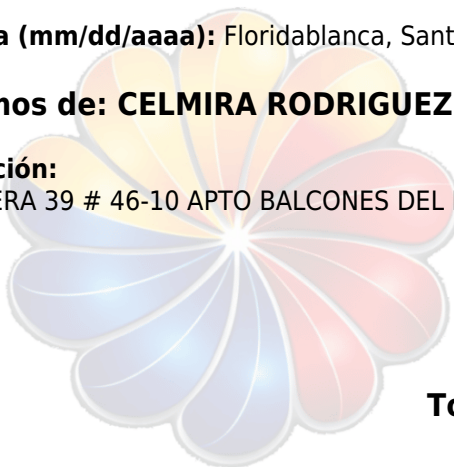 a (mm/dd/aaaa): Floridablanca, Sant
nos de: CELMIRA RODRIGUEZ
ción:
ERA 39 # 46-10 APTO BALCONES DEL
To